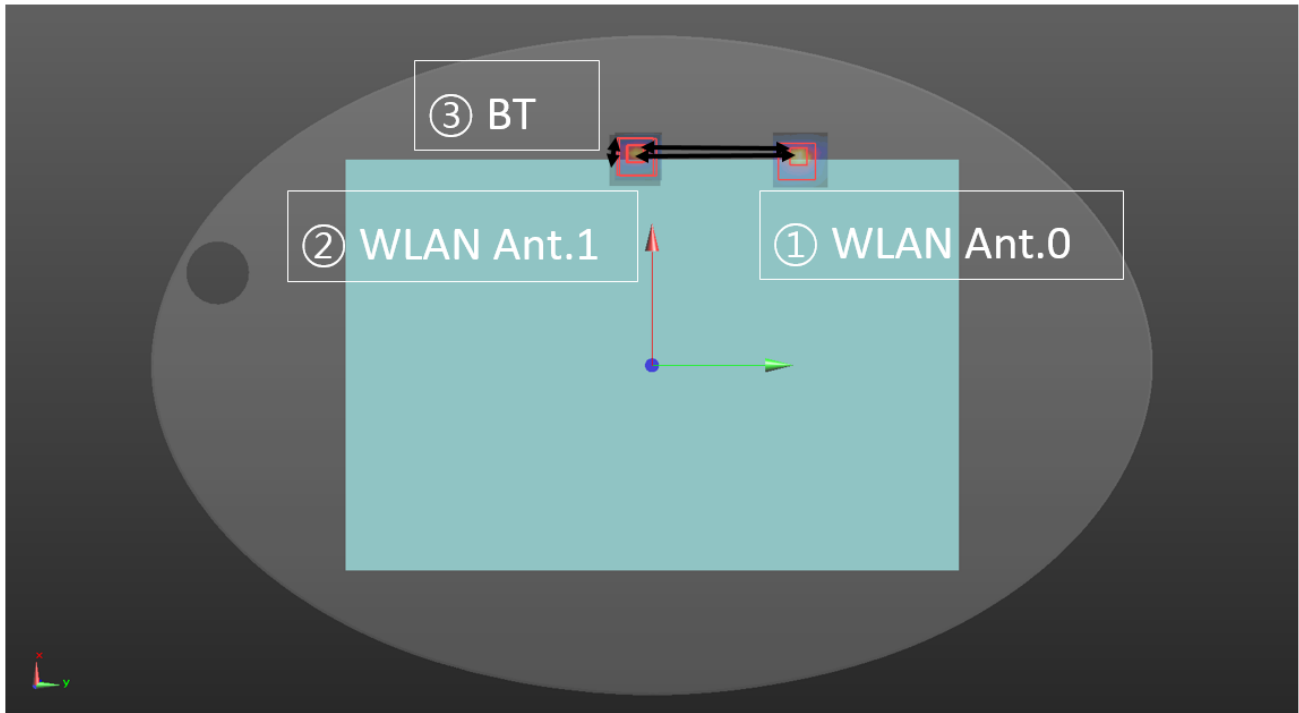 ③ BT
② WLAN Ant.1
① WLAN Ant.0
x
y